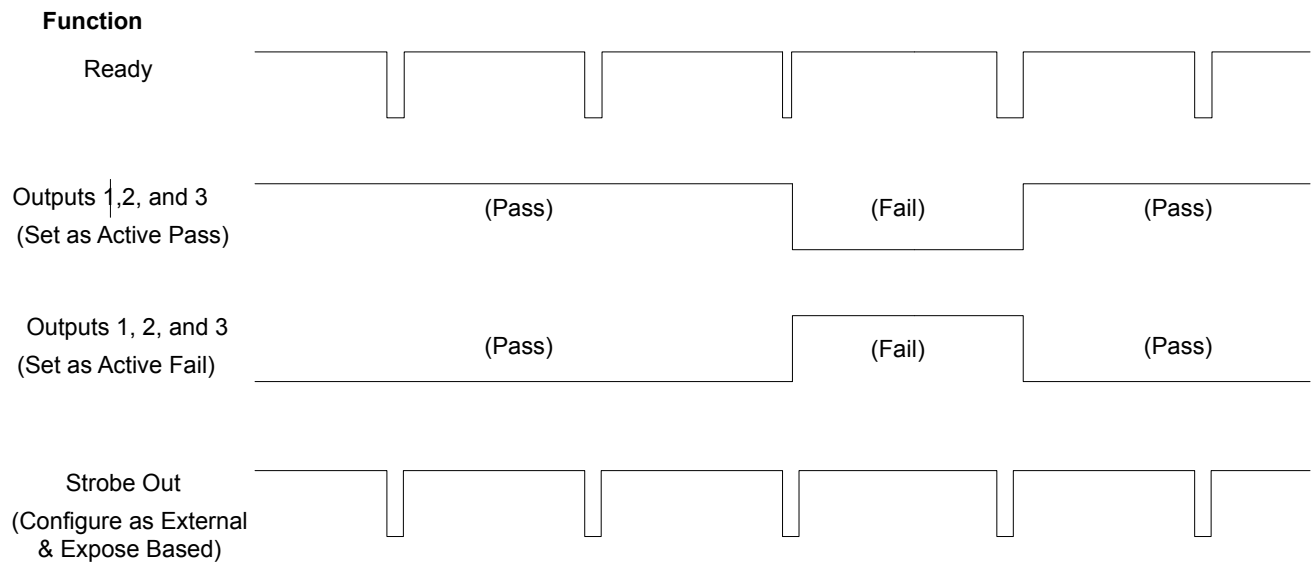 Function
Ready
Outputs 1,2, and 3
(Set as Active Pass)
(Pass)
(Fail)
(Pass)
Outputs 1, 2, and 3
(Set as Active Fail)
(Pass)
(Fail)
(Pass)
Strobe Out
(Configure as External
& Expose Based)